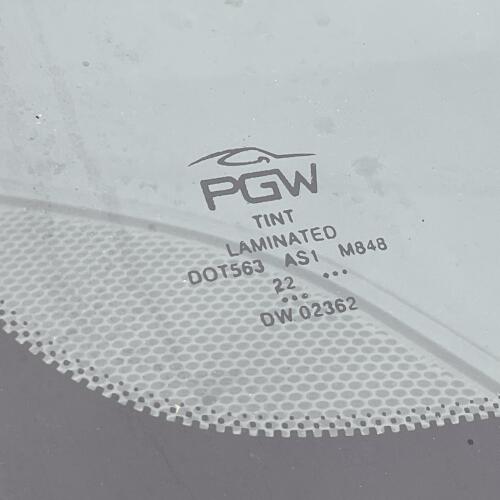 PGW
TINT
LAMINATED
DOT563 AS1 M848
22 ...
...
DW 02362